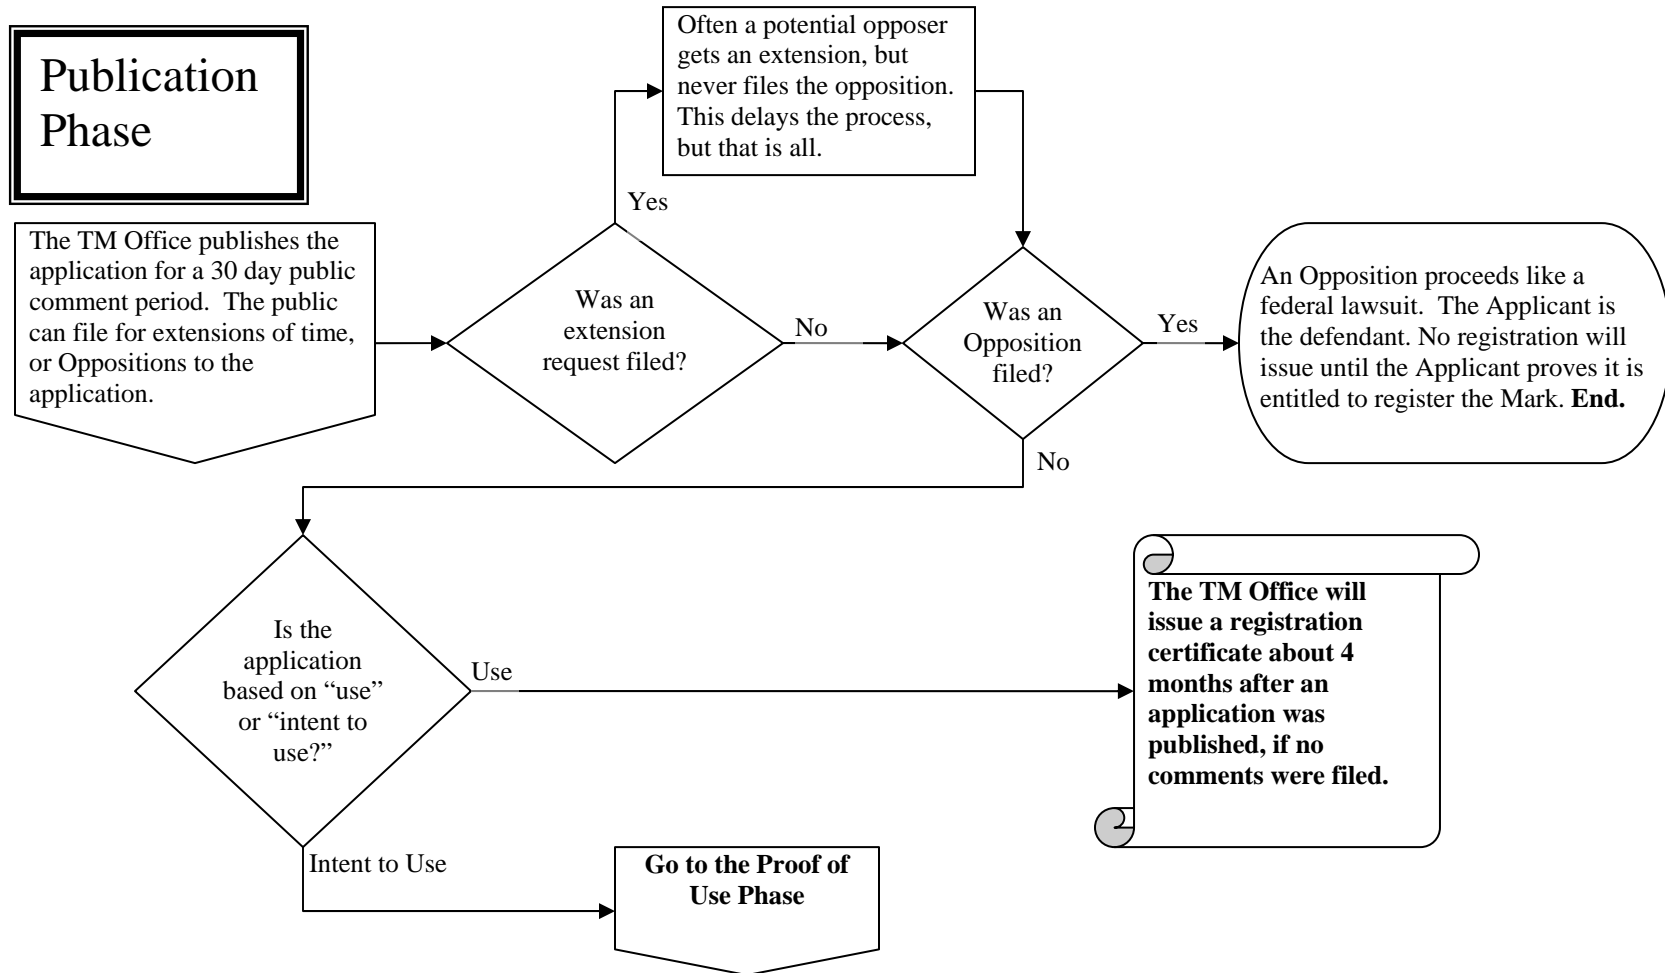 Publication
Phase
Often a potential opposer
gets an extension, but
never files the opposition.
This delays the process,
but that is all.
Yes
The TM Office publishes the
application for a 30 day public
comment period.  The public
can file for extensions of time,
or Oppositions to the
application.
Was an
extension
request filed?
No
Was an
Opposition
filed?
Yes
An Opposition proceeds like a
federal lawsuit.  The Applicant is
the defendant. No registration will
issue until the Applicant proves it is
entitled to register the Mark. End.
No
Is the
application
based on “use”
or “intent to
use?”
Use
The TM Office will
issue a registration
certificate about 4
months after an
application was
published, if no
comments were filed.
Intent to Use
Go to the Proof of
Use Phase